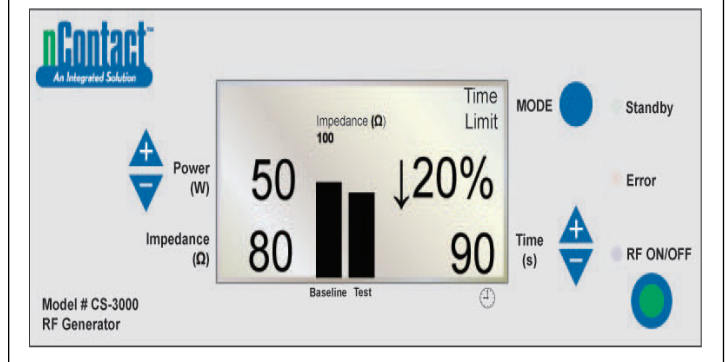 nContact™
An Integrated Solution
Time
Limit
MODE
Standby
Impedance (Ω)
100
+
Power
(W)
50
↓20%
Error
−
Impedance
(Ω)
80
90
Time
(s)
+
−
RF ON/OFF
Baseline Test
Model # CS-3000
RF Generator